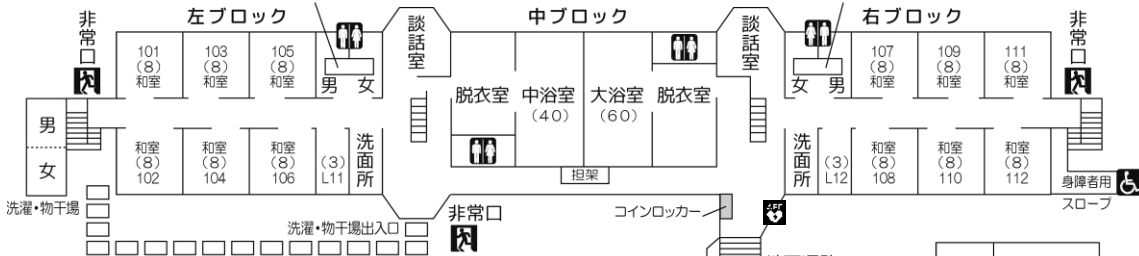 左ブロック
中ブロック
右ブロック
非常口
談話室
談話室
非常口
101
(8)
和室
103
(8)
和室
105
(8)
和室
男 女
脱衣室
中浴室
(40)
大浴室
(60)
脱衣室
女 男
107
(8)
和室
109
(8)
和室
111
(8)
和室
男
女
和室
(8)
102
和室
(8)
104
和室
(8)
106
(3)
L11
洗面所
担架
洗面所
(3)
L12
和室
(8)
108
和室
(8)
110
和室
(8)
112
身障者用
スロープ
洗濯・物干場
洗濯・物干場出入口
非常口
コインロッカー
AED